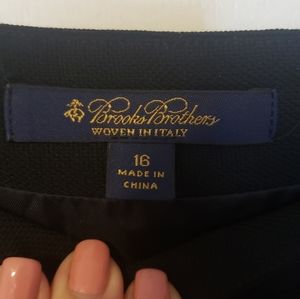 Brooks Brothers
WOVEN IN ITALY
16
MADE IN
CHINA